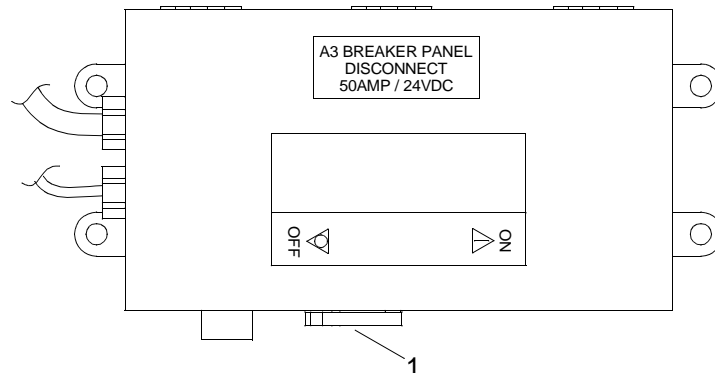 A3 BREAKER PANEL
DISCONNECT
50AMP / 24VDC
OFF
ON
1